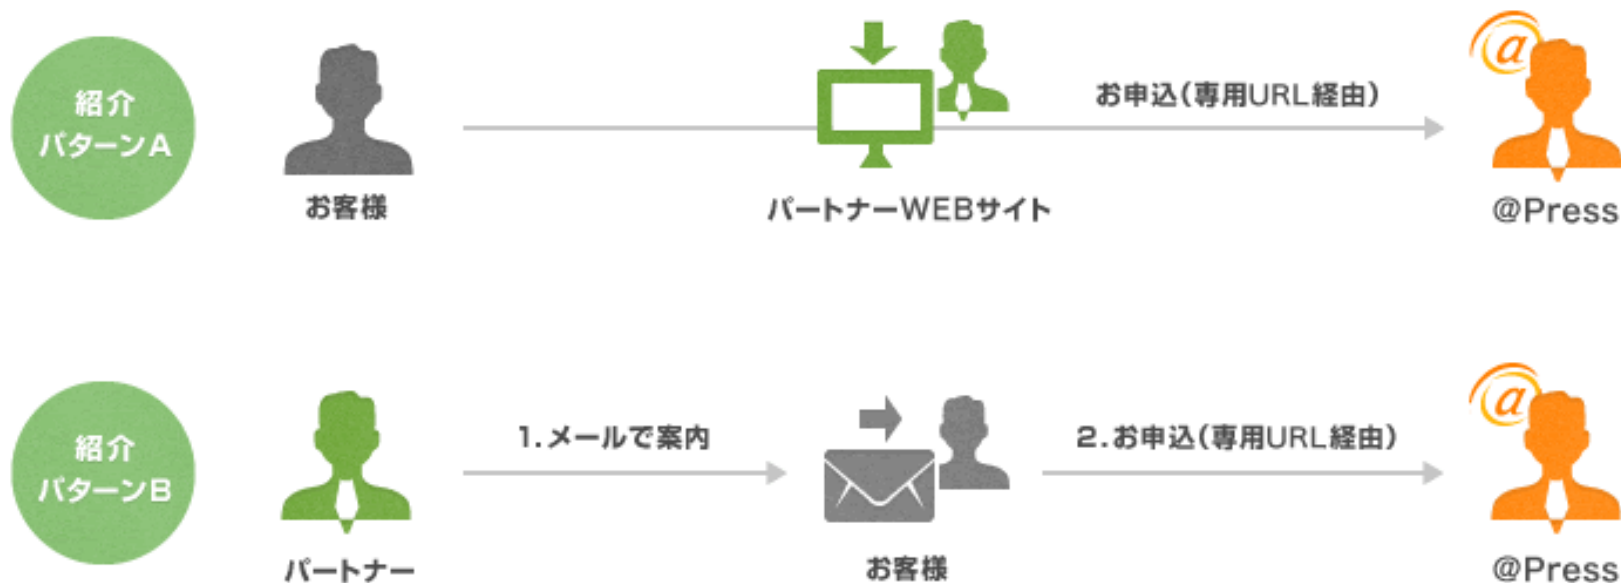 紹介
パターンA
お客様
パートナーWEBサイト
お申込(専用URL経由)
@
@Press
紹介
パターンB
パートナー
1.メールで案内
お客様
2.お申込(専用URL経由)
@
@Press